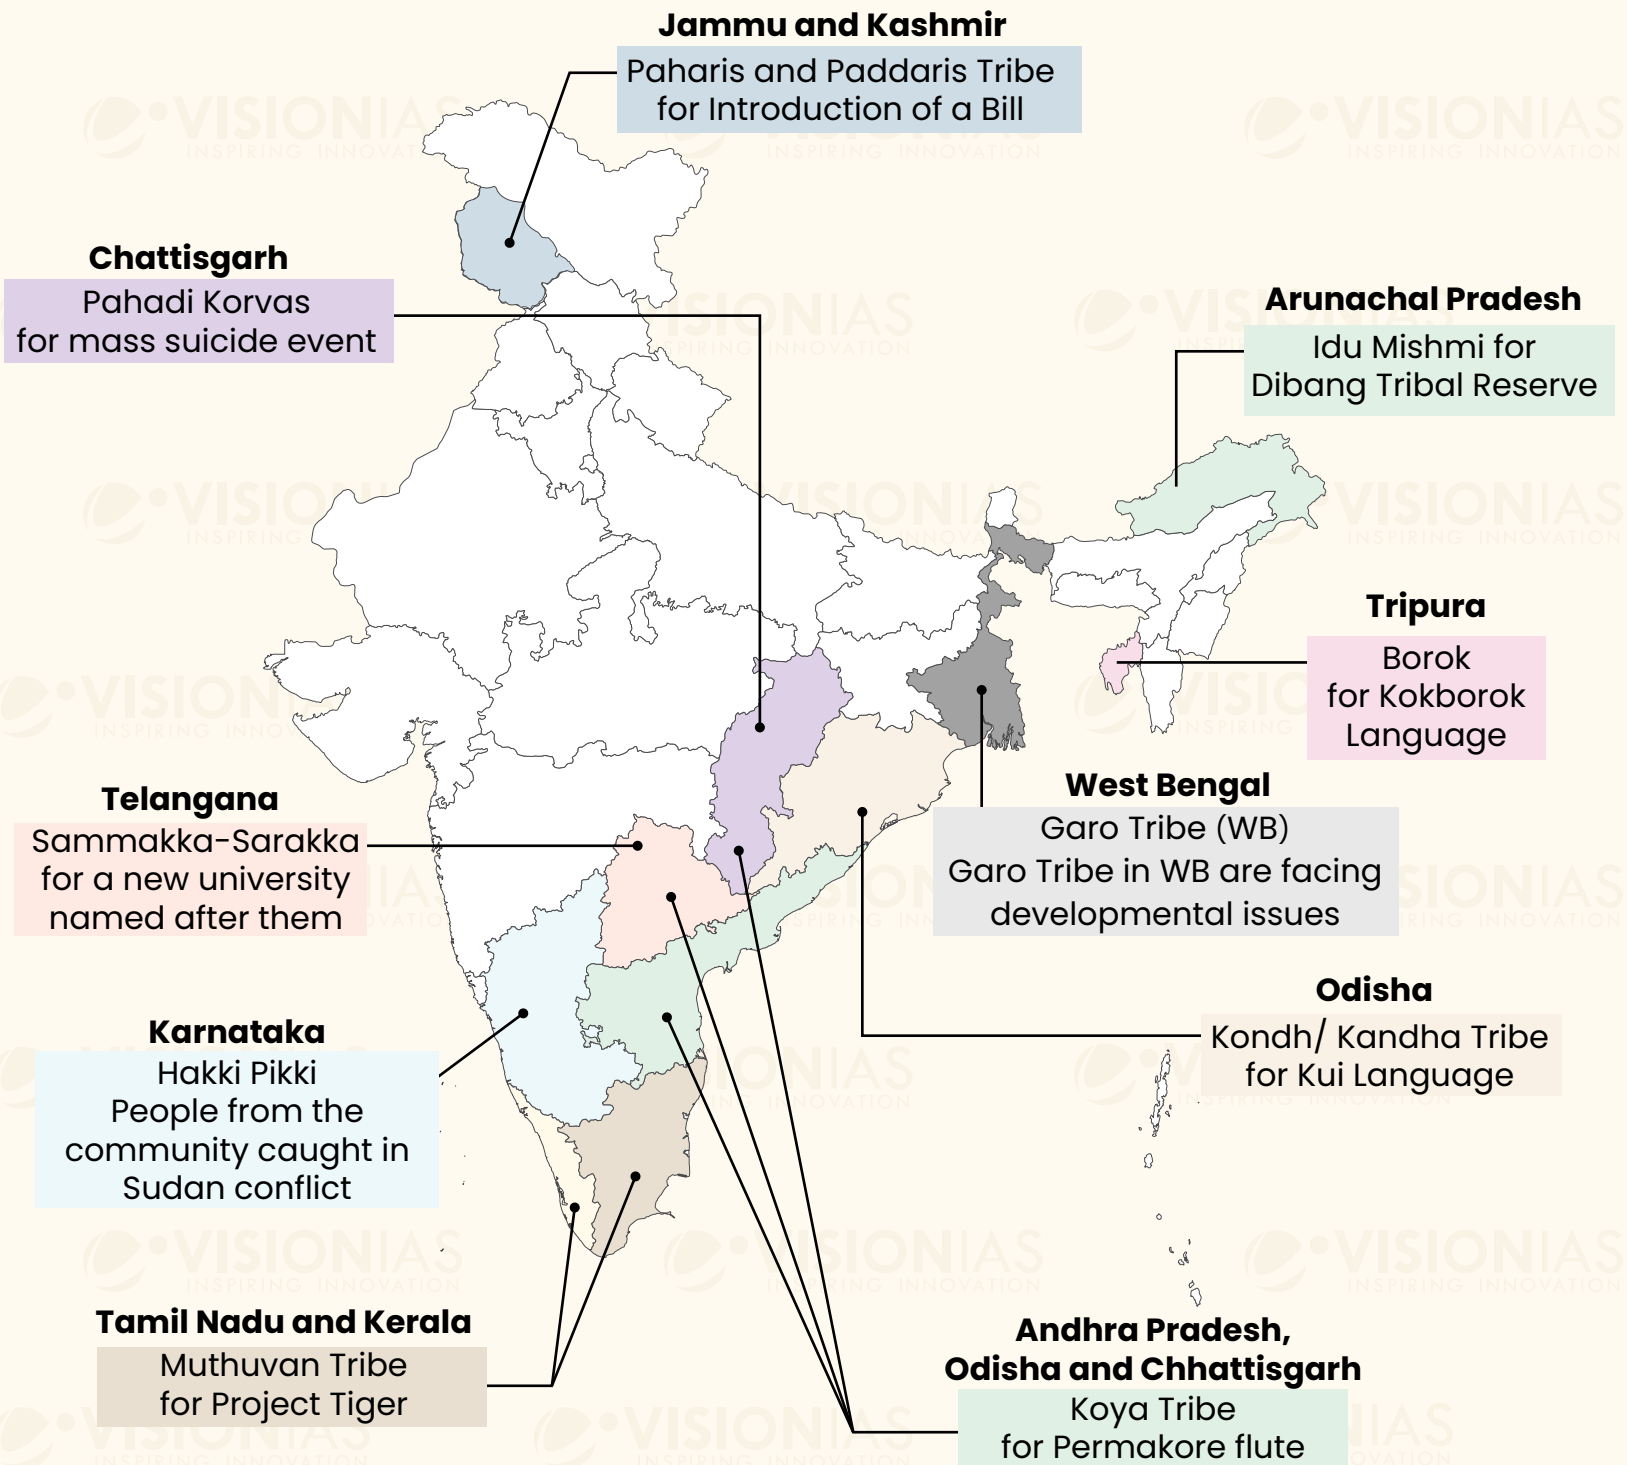 Jammu and Kashmir
Paharis and Paddaris Tribe
for Introduction of a Bill
Chattisgarh
Pahadi Korvas
for mass suicide event
Arunachal Pradesh
Idu Mishmi for
Dibang Tribal Reserve
Tripura
Borok
for Kokborok
Language
Telangana
Sammakka-Sarakka
for a new university
named after them
West Bengal
Garo Tribe (WB)
Garo Tribe in WB are facing
developmental issues
Odisha
Kondh/ Kandha Tribe
for Kui Language
Karnataka
Hakki Pikki
People from the
community caught in
Sudan conflict
Tamil Nadu and Kerala
Muthuvan Tribe
for Project Tiger
Andhra Pradesh,
Odisha and Chhattisgarh
Koya Tribe
for Permakore flute
VISIONIAS
INSPIRING INNOVATION